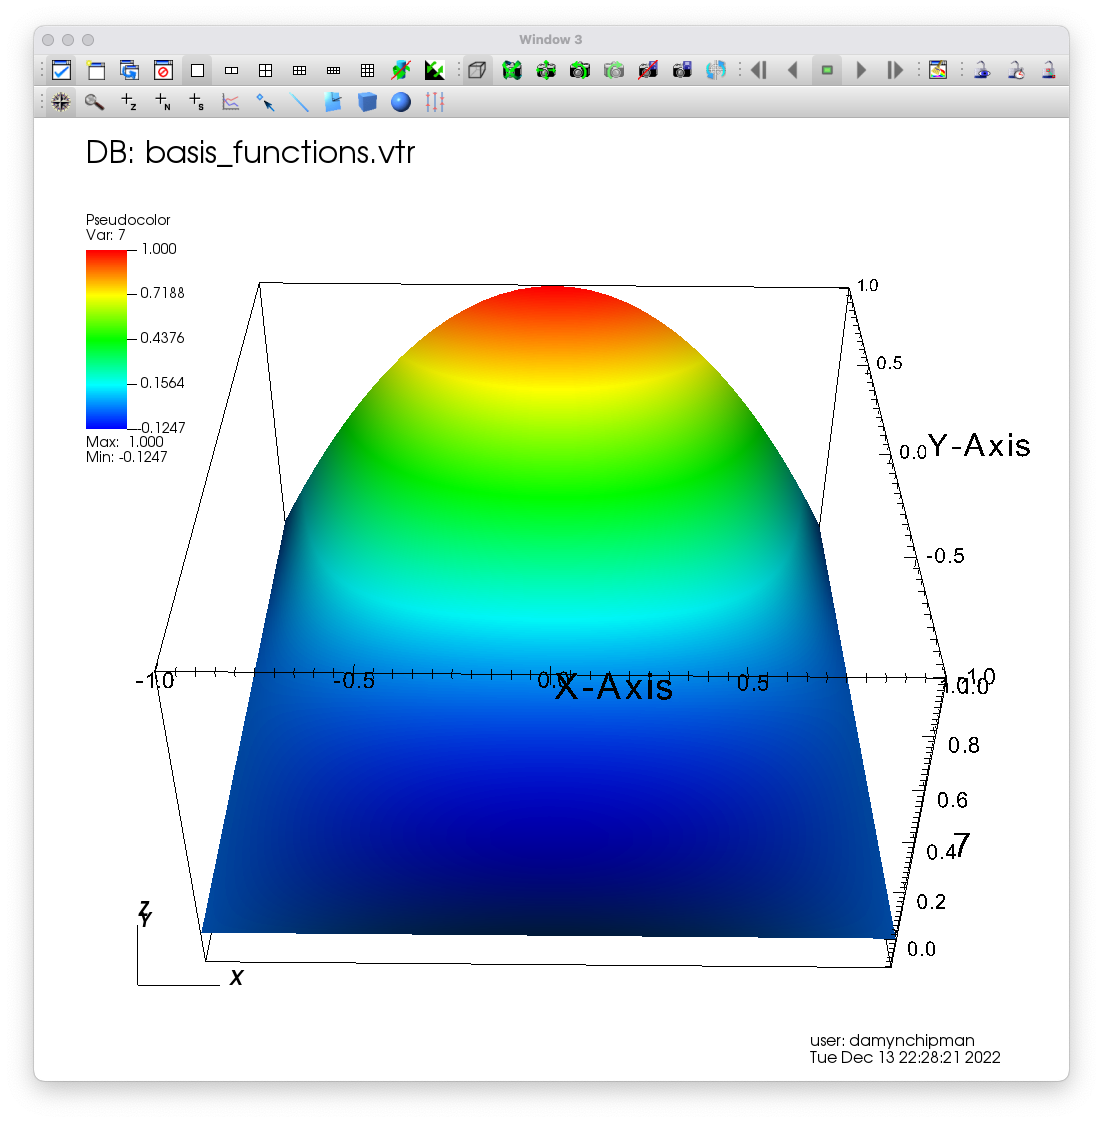 Window 3
DB: basis_functions.vtr
Pseudocolor
Var: 7
1.000
0.7188
0.4376
0.1564
-0.1247
Max: 1.000
Min: -0.1247
1.0
0.5
0.0
Y-Axis
-0.5
-1.0
-1.0
-0.5
0.0
X-Axis
0.5
1.0
1.0
0.8
0.6
0.4
7
0.2
0.0
Z
Y
X
user: damynchipman
Tue Dec 13 22:28:21 2022